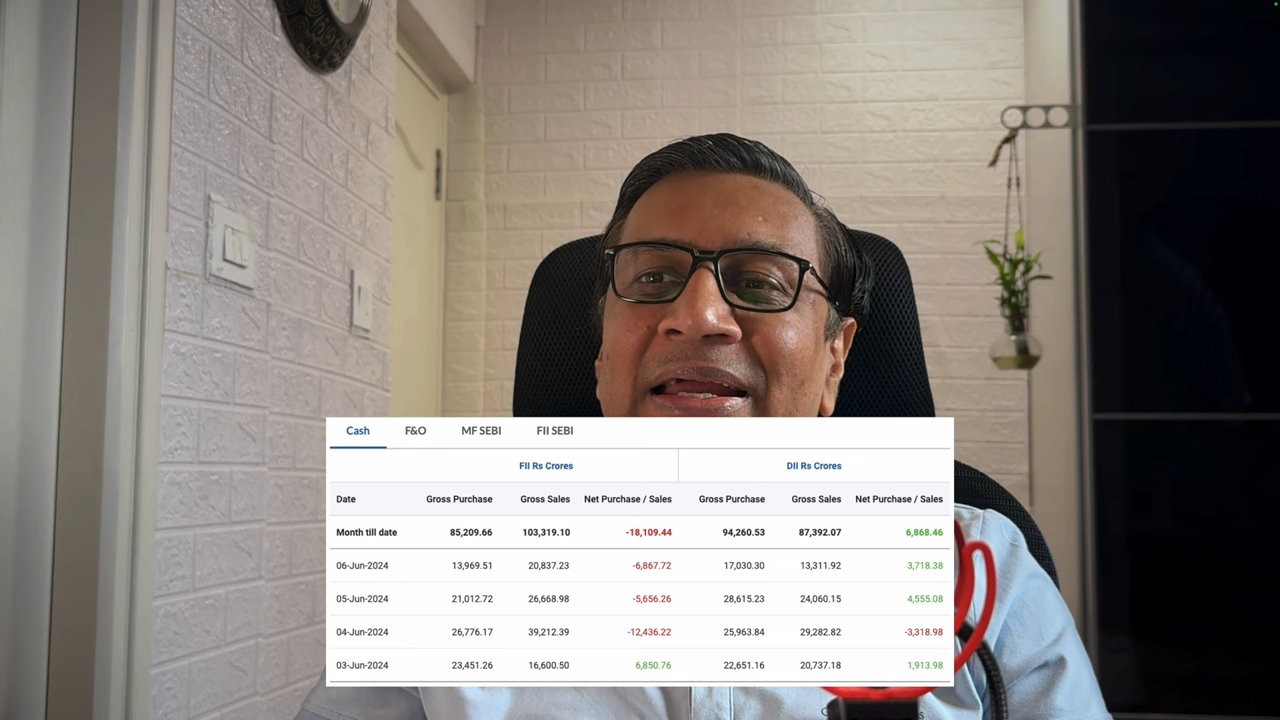 Cash F&O MF SEBI FII SEBI
FII Rs Crores DII Rs Crores
Date Gross Purchase Gross Sales Net Purchase / Sales Gross Purchase Gross Sales Net Purchase / Sales
Month till date 85,209.66 103,319.10 -18,109.44 94,260.53 87,392.07 6,868.46
06-Jun-2024 13,969.51 20,837.23 -6,867.72 17,030.30 13,311.92 3,718.38
05-Jun-2024 21,012.72 26,668.98 -5,656.26 28,615.23 24,060.15 4,555.08
04-Jun-2024 26,776.17 39,212.39 -12,436.22 25,963.84 29,282.82 -3,318.98
03-Jun-2024 23,451.26 16,600.50 6,850.76 22,651.16 20,737.18 1,913.98